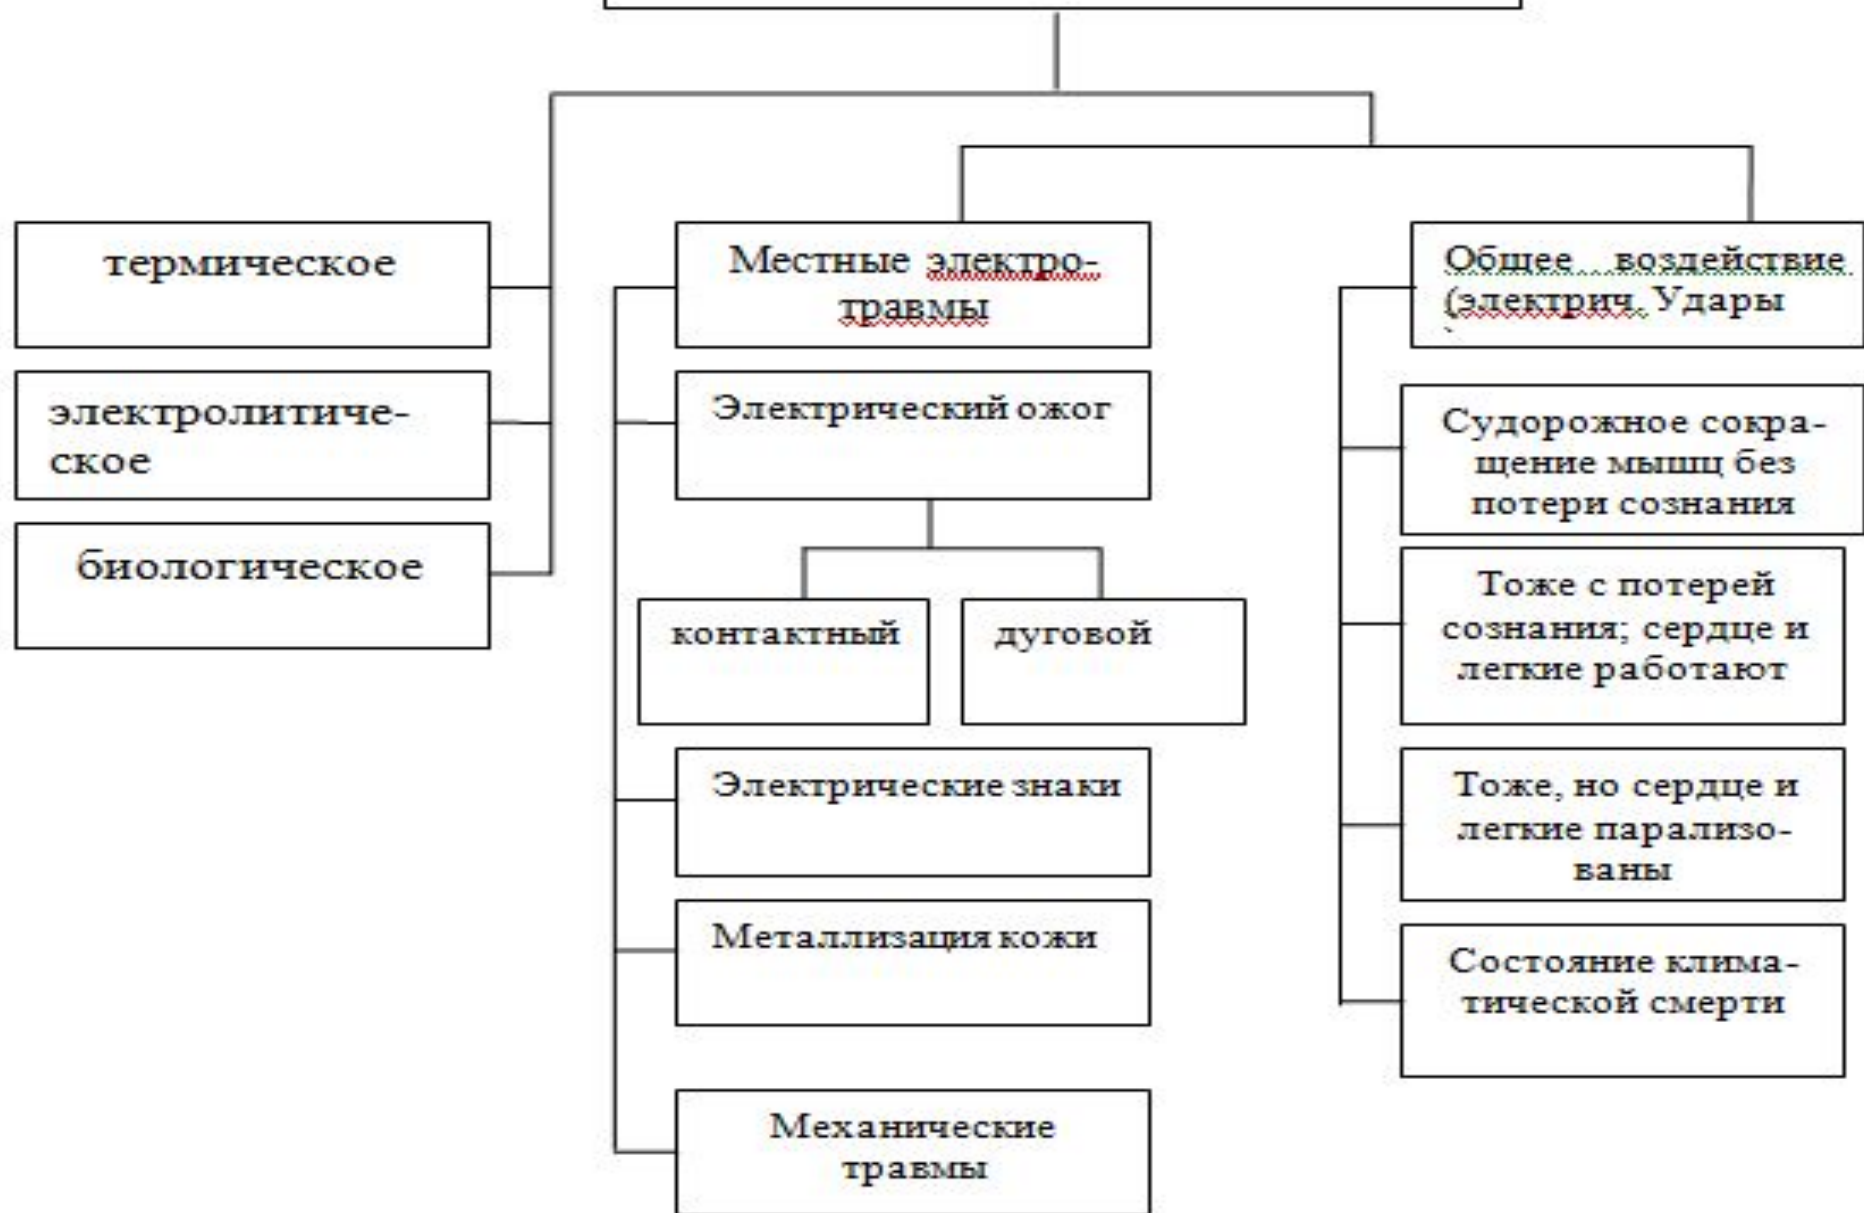 термическое
электролитиче-
ское
биологическое
Местные электро-
травмы
Электрический ожог
контактный
дуговой
Электрические знаки
Металлизация кожи
Механические
травмы
Общее воздействие
(электрич. Удары
Судорожное сокра-
щение мышц без
потери сознания
Тоже с потерей
сознания; сердце и
легкие работают
Тоже, но сердце и
легкие парализо-
ваны
Состояние клима-
тической смерти